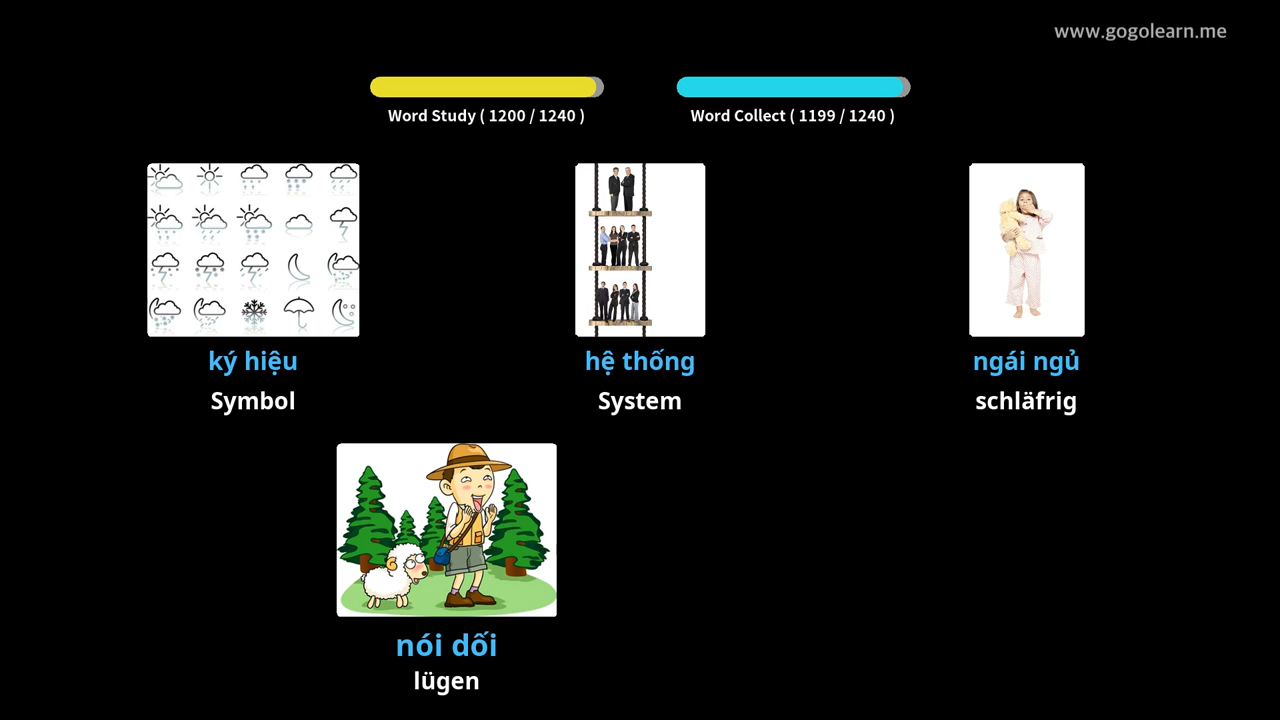 www.gogolearn.me
Word Study ( 1200 / 1240 )
Word Collect ( 1199 / 1240 )
ký hiệu
Symbol
hệ thống
System
ngái ngủ
schläfrig
nói dối
lügen